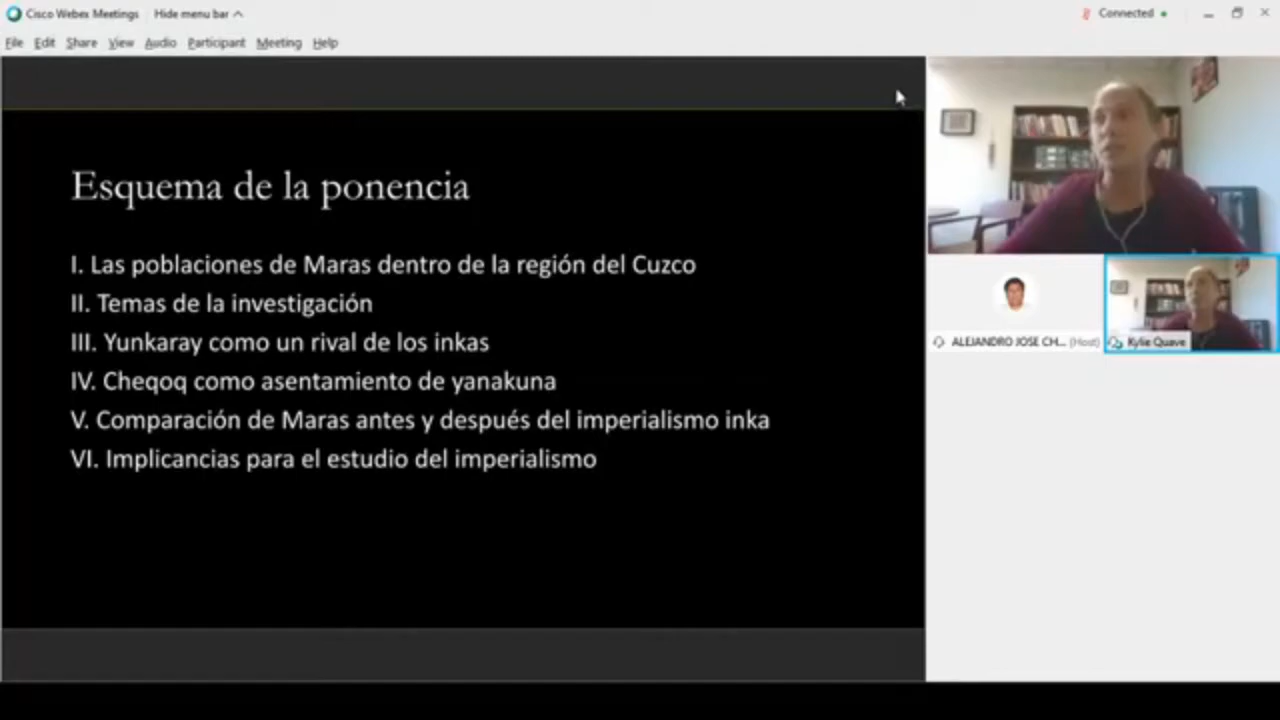 Cisco Webex Meetings Hide menu bar Connected
File Edit Share View Audio Participant Meeting Help
Esquema de la ponencia
I. Las poblaciones de Maras dentro de la región del Cuzco
II. Temas de la investigación
III. Yunkaray como un rival de los inkas
IV. Cheqoq como asentamiento de yanakuna
V. Comparación de Maras antes y después del imperialismo inka
VI. Implicancias para el estudio del imperialismo
ALEJANDRO JOSE CH... (Host)
Kylie Quave